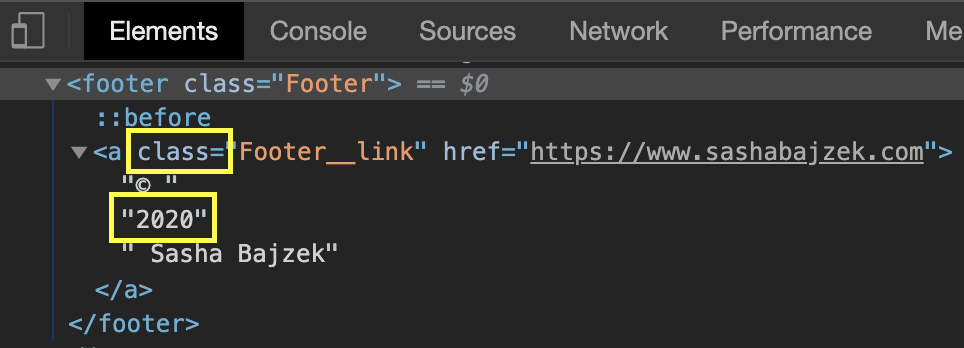 Elements Console Sources Network Performance Me
<footer class="Footer"> == $0
::before
<a class="Footer__link" href="https://www.sashabajzek.com">
"© "
"2020"
" Sasha Bajzek"
</a>
</footer>